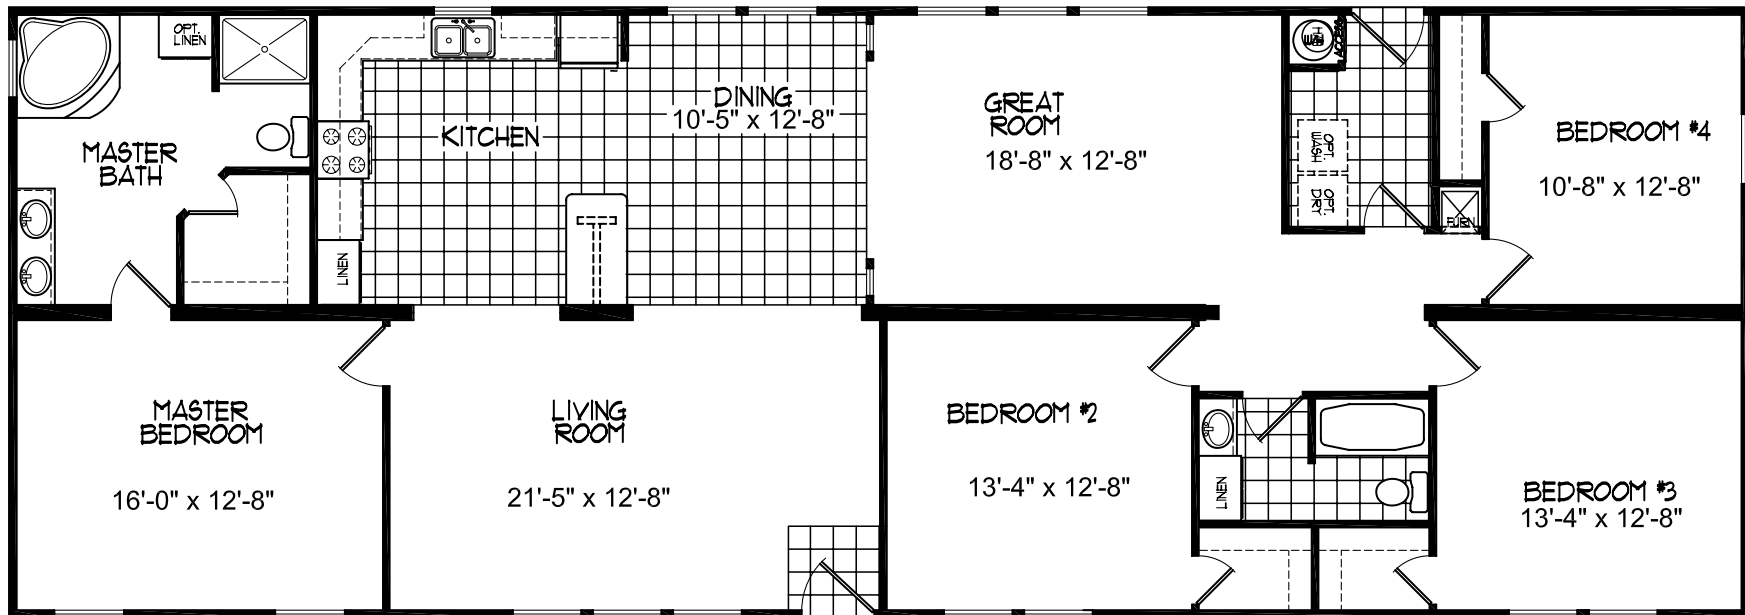 OPT.
LINEN
MASTER
BATH
KITCHEN
DINING
10'-5" x 12'-8"
LINEN
GREAT
ROOM
18'-8" x 12'-8"
ACCESS
OPT.
WASH
OPT.
DRY
FURN
BEDROOM #4
10'-8" x 12'-8"
MASTER
BEDROOM
16'-0" x 12'-8"
LIVING
ROOM
21'-5" x 12'-8"
BEDROOM #2
13'-4" x 12'-8"
LINEN
BEDROOM #3
13'-4" x 12'-8"